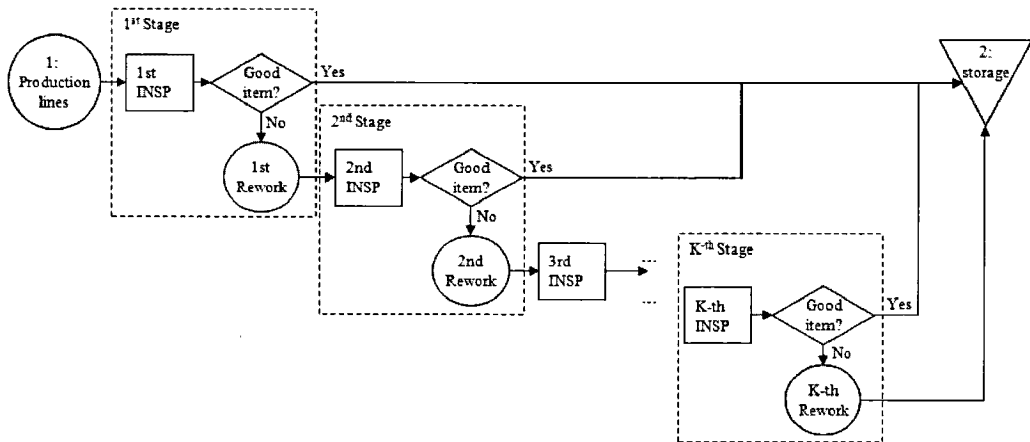 1st Stage
1:
Production
lines
1st
INSP
Good
item?
Yes
No
1st
Rework
2nd Stage
2nd
INSP
Good
item?
Yes
No
2nd
Rework
3rd
INSP
...
...
K-th Stage
K-th
INSP
Good
item?
Yes
No
K-th
Rework
2:
storage